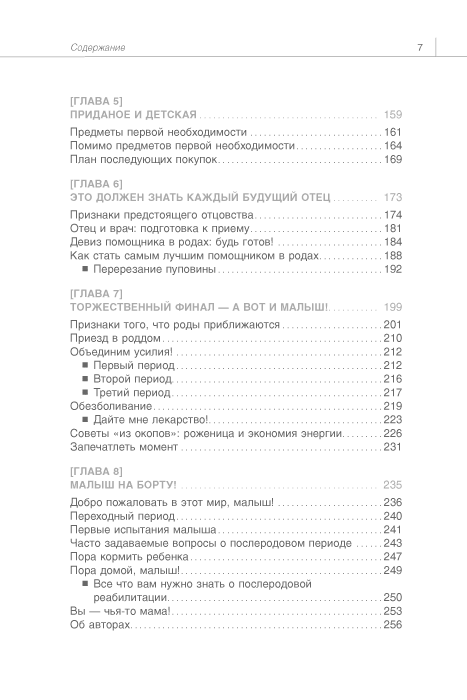 Содержание 7
[ГЛАВА 5]
ПРИДАНОЕ И ДЕТСКАЯ 159
Предметы первой необходимости 161
Помимо предметов первой необходимости 164
План последующих покупок 169
[ГЛАВА 6]
ЭТО ДОЛЖЕН ЗНАТЬ КАЖДЫЙ БУДУЩИЙ ОТЕЦ 173
Признаки предстоящего отцовства 174
Отец и врач: подготовка к приему 181
Девиз помощника в родах: будь готов! 184
Как стать самым лучшим помощником в родах 188
■ Перерезание пуповины 192
[ГЛАВА 7]
ТОРЖЕСТВЕННЫЙ ФИНАЛ — А ВОТ И МАЛЫШ! 199
Признаки того, что роды приближаются 201
Приезд в роддом 210
Объединим усилия! 212
■ Первый период 212
■ Второй период 216
■ Третий период 217
Обезболивание 219
■ Дайте мне лекарство! 223
Советы «из окопов»: роженица и экономия энергии 226
Запечатлеть момент 231
[ГЛАВА 8]
МАЛЫШ НА БОРТУ! 235
Добро пожаловать в этот мир, малыш! 236
Переходный период 240
Первые испытания малыша 241
Часто задаваемые вопросы о послеродовом периоде 243
Пора кормить ребенка 247
Пора домой, малыш! 249
■ Все что вам нужно знать о послеродовой
реабилитации 250
Вы — чья-то мама! 253
Об авторах 256